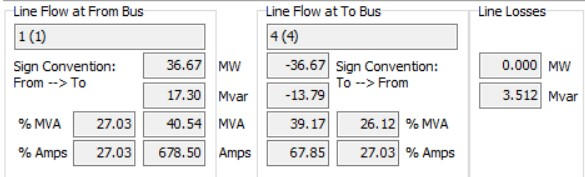 Line Flow at From Bus Line Flow at To Bus Line Losses
1 (1) 4 (4)
Sign Convention: 36.67 MW -36.67 Sign Convention: 0.000 MW
From --> To To --> From
17.30 Mvar -13.79 3.512 Mvar
% MVA 27.03 40.54 MVA 39.17 26.12 % MVA
% Amps 27.03 678.50 Amps 67.85 27.03 % Amps